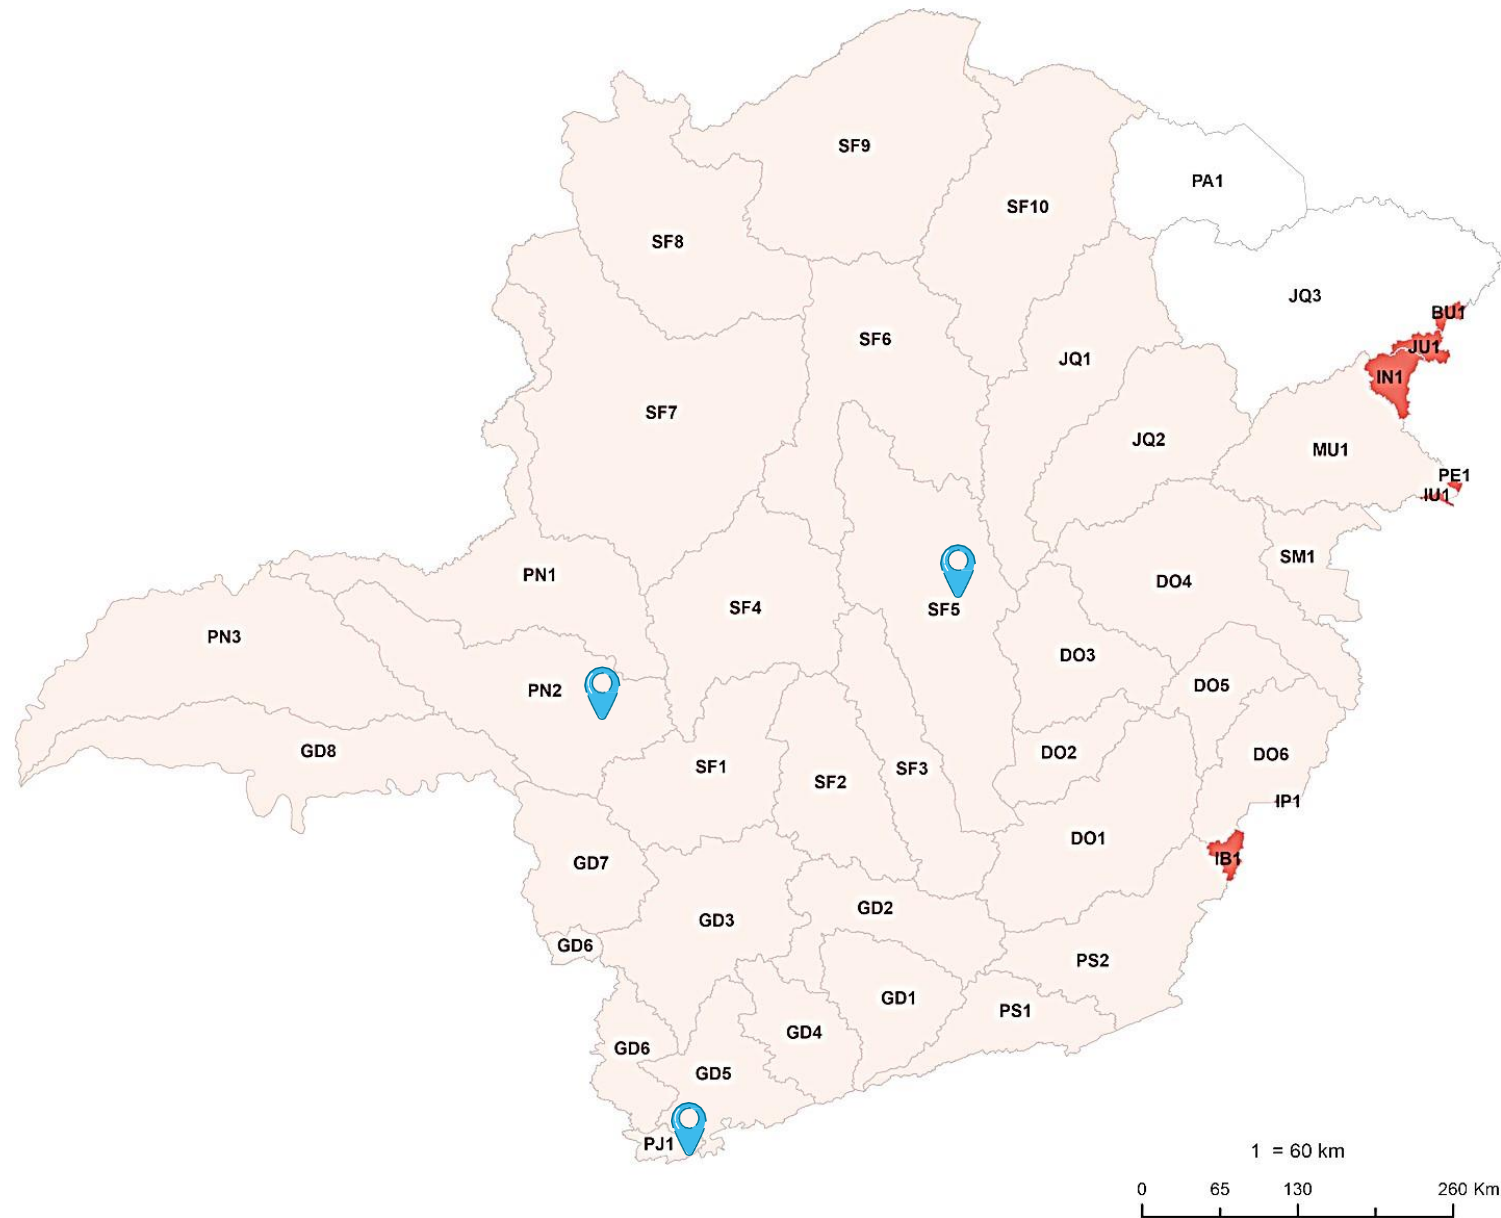 SF9
PA1
SF10
SF8
JQ3
BU1
SF6
JU1
JQ1
IN1
SF7
JQ2
MU1
PE1
IU1
SM1
PN1
DO4
SF4
SF5
PN3
DO3
DO5
PN2
GD8
DO2
DO6
SF1
SF3
SF2
IP1
DO1
IB1
GD7
GD2
GD3
GD6
PS2
GD1
PS1
GD4
GD6
GD5
PJ1
1 = 60 km
0 65 130 260 Km